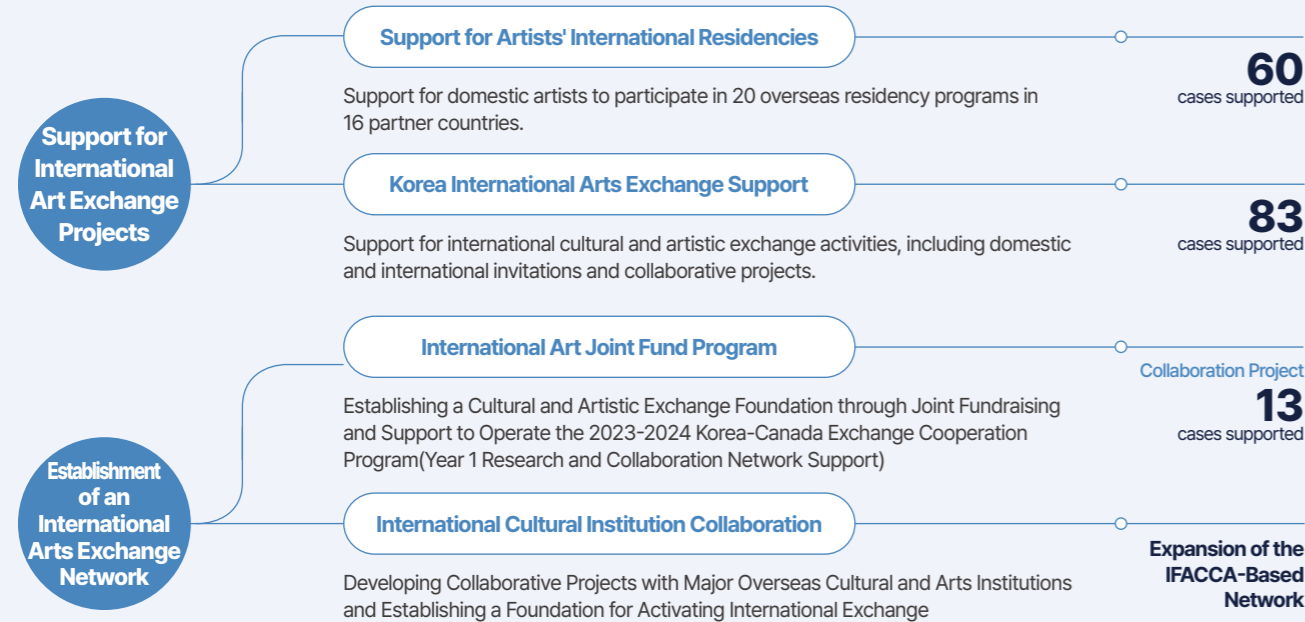 Support for
International
Art Exchange
Projects
Support for Artists' International Residencies
Support for domestic artists to participate in 20 overseas residency programs in
16 partner countries.
60
cases supported
Korea International Arts Exchange Support
Support for international cultural and artistic exchange activities, including domestic
and international invitations and collaborative projects.
83
cases supported
Establishment
of an
International
Arts Exchange
Network
International Art Joint Fund Program
Establishing a Cultural and Artistic Exchange Foundation through Joint Fundraising
and Support to Operate the 2023-2024 Korea-Canada Exchange Cooperation
Program(Year 1 Research and Collaboration Network Support)
Collaboration Project
13
cases supported
International Cultural Institution Collaboration
Developing Collaborative Projects with Major Overseas Cultural and Arts Institutions
and Establishing a Foundation for Activating International Exchange
Expansion of the
IFACCA-Based
Network